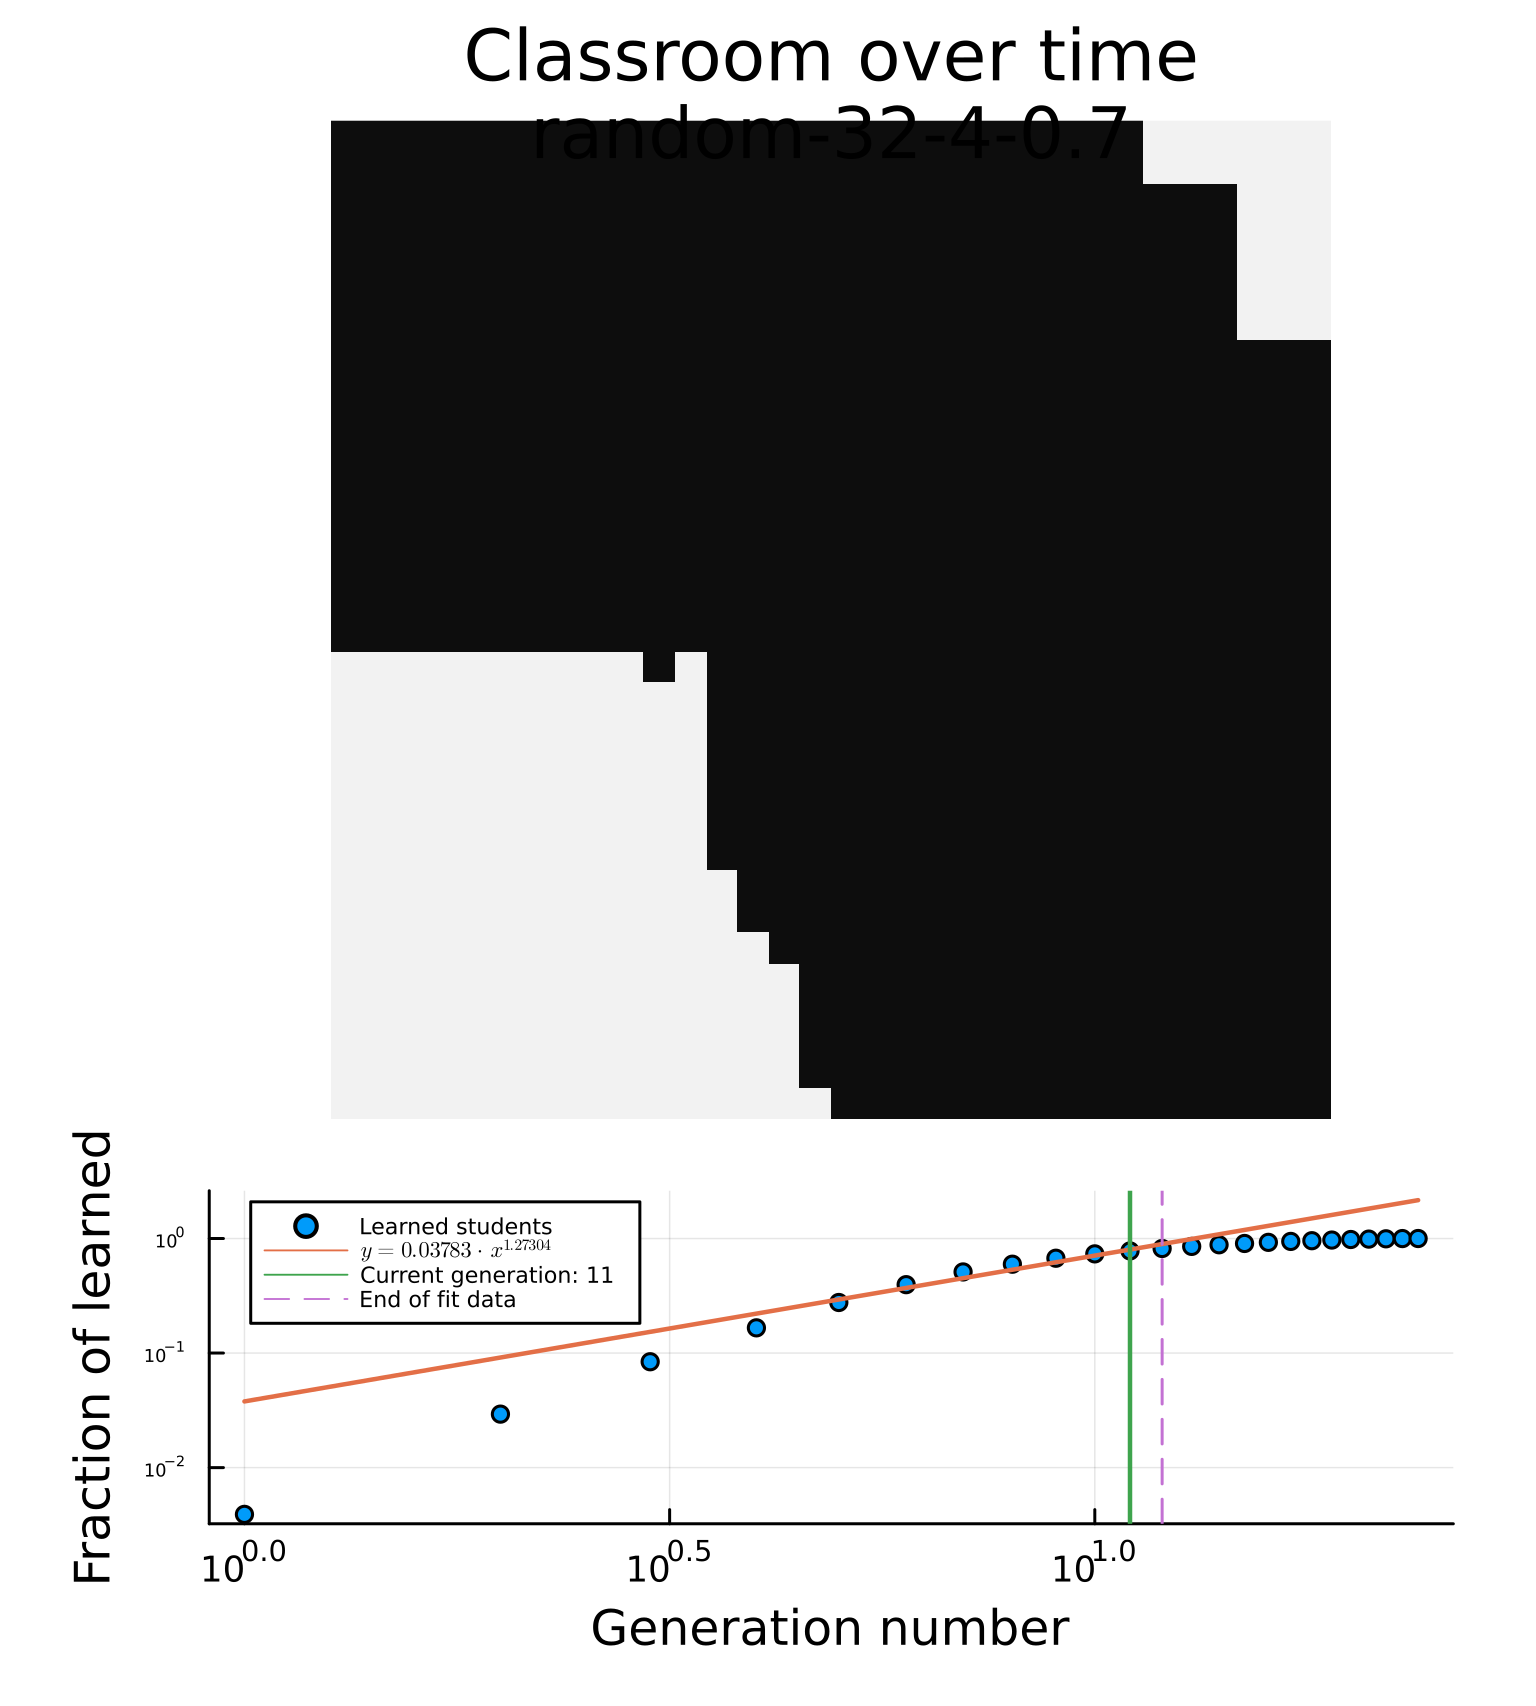 Classroom over time
random-32-4-0.7
Fraction of learned
10^0
10^−1
10^−2
Learned students
y = 0.03783 · x^1.27304
Current generation: 11
End of fit data
10^0.0
10^0.5
10^1.0
Generation number